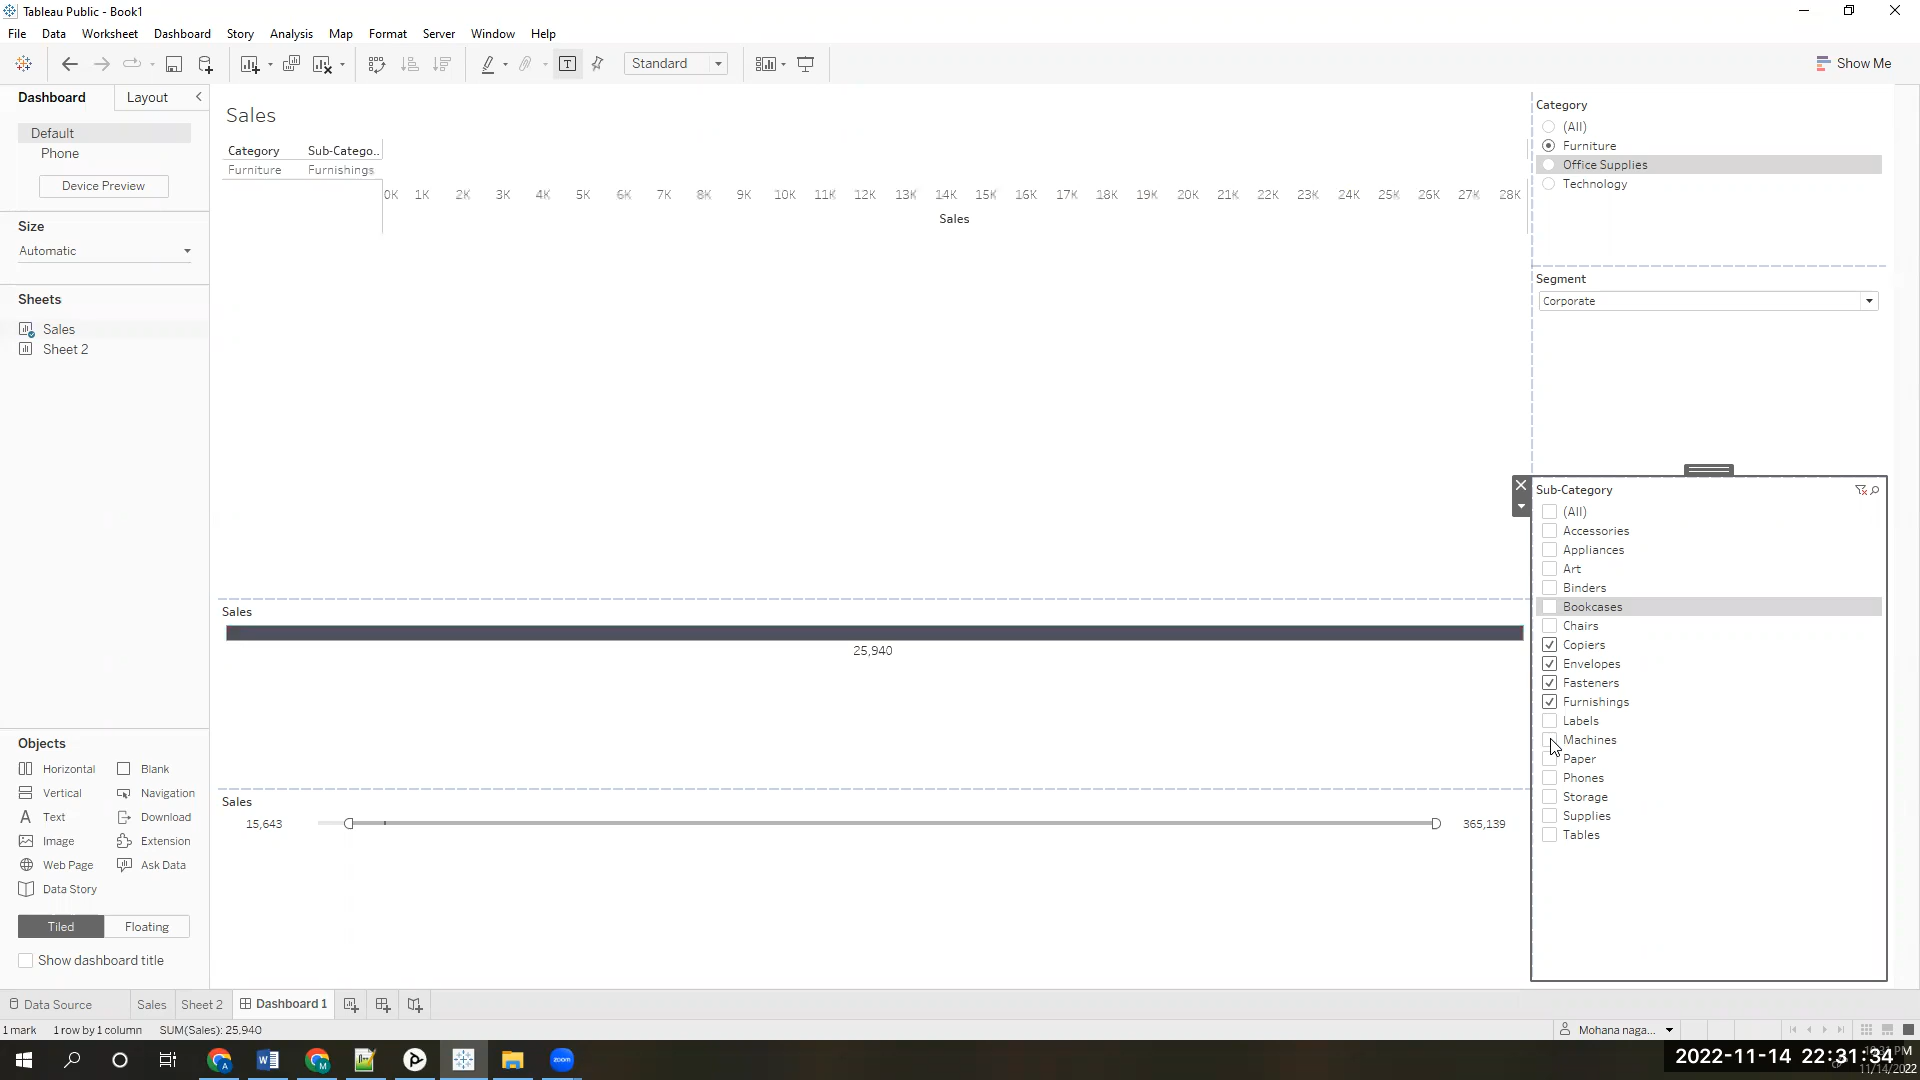 Tableau Public - Book1
File Data Worksheet Dashboard Story Analysis Map Format Server Window Help
Standard
Show Me
Dashboard
Layout
Default
Phone
Device Preview
Size
Automatic
Sheets
Sales
Sheet 2
Objects
Horizontal
Blank
Vertical
Navigation
Text
Download
Image
Extension
Web Page
Ask Data
Data Story
Tiled
Floating
Show dashboard title
Sales
Category
Sub-Catego..
Furniture
Furnishings
0K 1K 2K 3K 4K 5K 6K 7K 8K 9K 10K 11K 12K 13K 14K 15K 16K 17K 18K 19K 20K 21K 22K 23K 24K 25K 26K 27K 28K
Sales
Sales
25,940
Sales
15,643
365,139
Category
(All)
Furniture
Office Supplies
Technology
Segment
Corporate
Sub-Category
(All)
Accessories
Appliances
Art
Binders
Bookcases
Chairs
Copiers
Envelopes
Fasteners
Furnishings
Labels
Machines
Paper
Phones
Storage
Supplies
Tables
Data Source
Sales
Sheet 2
Dashboard 1
1 mark
1 row by 1 column
SUM(Sales): 25,940
Mohana naga...
zoom
2022-11-14 22:31:34
11/14/2022